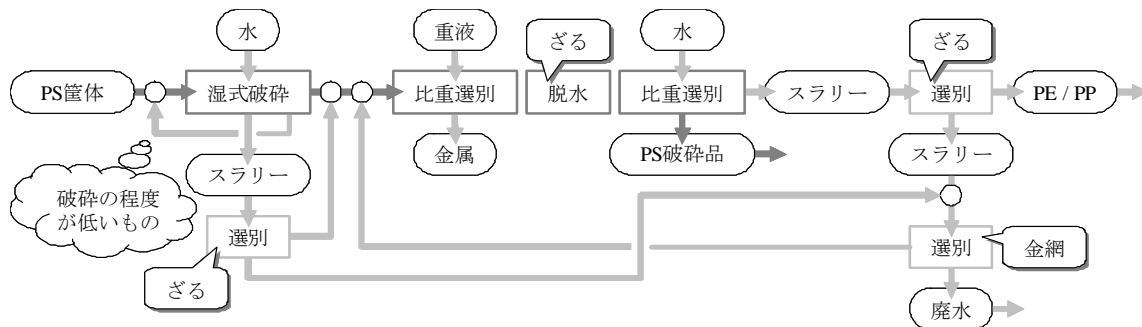 水
重液
ざる
水
ざる
PS筐体
湿式破砕
比重選別
脱水
比重選別
スラリー
選別
PE / PP
金属
PS破砕品
スラリー
スラリー
破砕の程度
が低いもの
選別
選別
金網
ざる
廃水